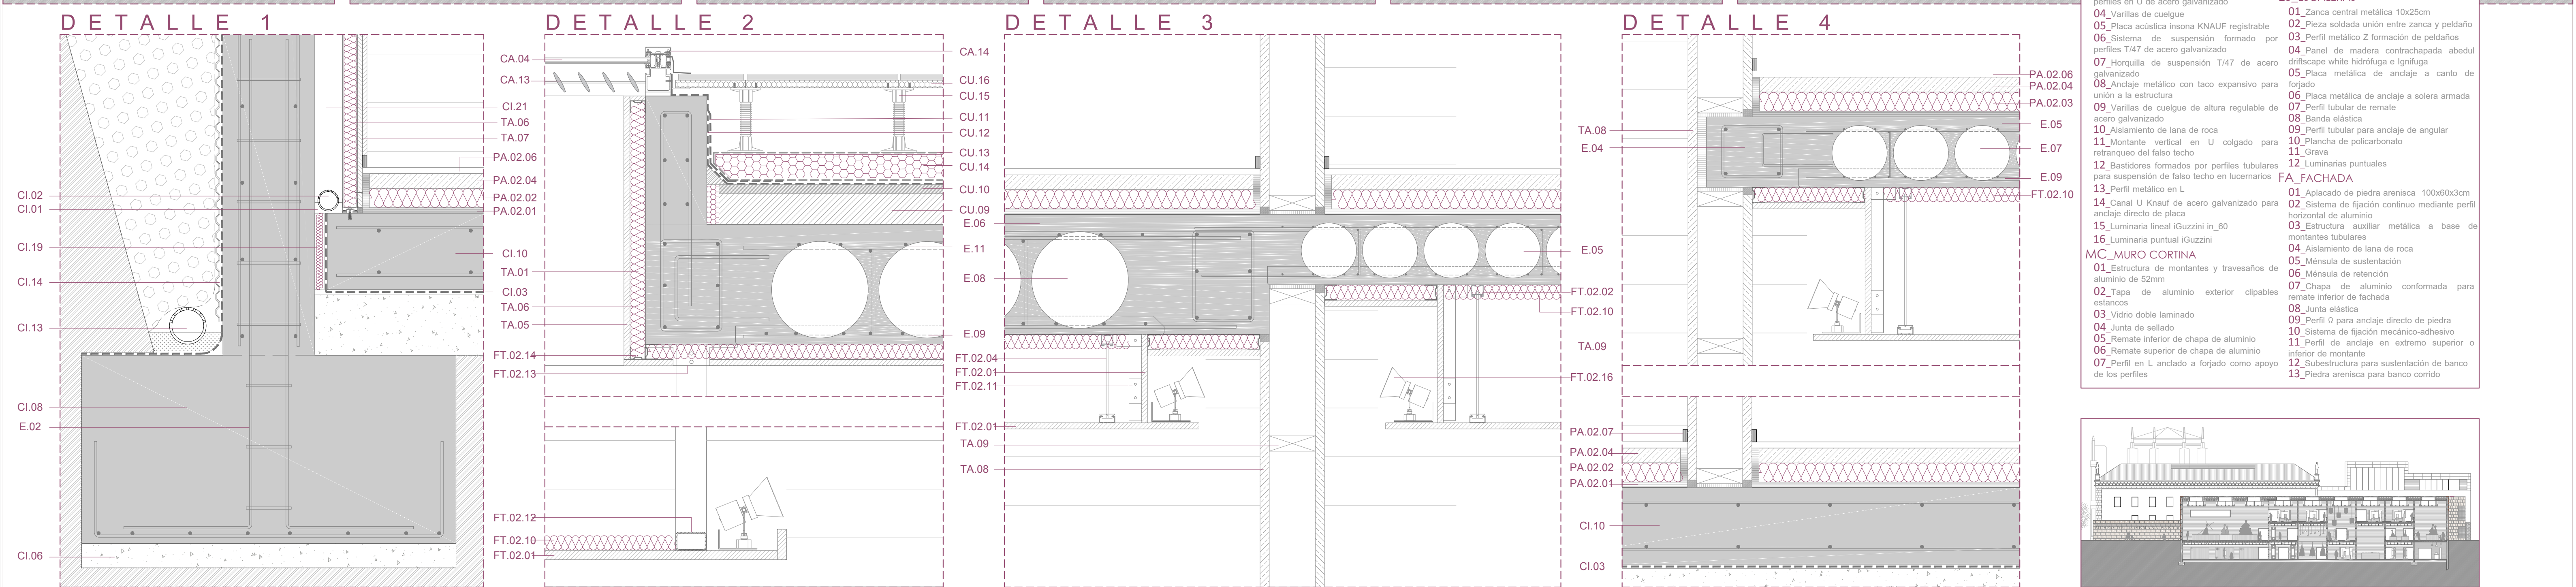 DETALLE 1
CI.21
TA.06
TA.07
PA.02.06
PA.02.04
PA.02.02
PA.02.01
CI.02
CI.01
CI.19
CI.10
CI.14
CI.03
CI.13
CI.08
E.02
CI.06
DETALLE 2
CA.04
CA.13
TA.01
TA.06
TA.05
FT.02.14
FT.02.13
FT.02.12
FT.02.10
FT.02.01
CA.14
CU.16
CU.15
CU.11
CU.12
CU.13
CU.14
CU.10
CU.09
E.06
E.11
E.08
E.09
DETALLE 3
FT.02.04
FT.02.01
FT.02.11
FT.02.01
TA.09
TA.08
E.05
FT.02.02
FT.02.10
FT.02.16
DETALLE 4
TA.08
E.04
TA.09
PA.02.06
PA.02.04
PA.02.03
E.05
E.07
E.09
FT.02.10
PA.02.07
PA.02.04
PA.02.02
PA.02.01
CI.10
CI.03
perfiles en U de acero galvanizado
04_Varillas de cuelgue
05_Placa acústica insona KNAUF registrable
06_Sistema de suspensión formado por
perfiles T/47 de acero galvanizado
07_Horquilla de suspensión T/47 de acero
galvanizado
08_Anclaje metálico con taco expansivo para
unión a la estructura
09_Varillas de cuelgue de altura regulable de
acero galvanizado
10_Aislamiento de lana de roca
11_Montante vertical en U colgado para
retranqueo del falso techo
12_Bastidores formados por perfiles tubulares
para suspensión de falso techo en lucernarios
13_Perfil metálico en L
14_Canal U Knauf de acero galvanizado para
anclaje directo de placa
15_Luminaria lineal iGuzzini in_60
16_Luminaria puntual iGuzzini
MC_MURO CORTINA
01_Estructura de montantes y travesaños de
aluminio de 52mm
02_Tapa de aluminio exterior clipables
estancos
03_Vidrio doble laminado
04_Junta de sellado
05_Remate inferior de chapa de aluminio
06_Remate superior de chapa de aluminio
07_Perfil en L anclado a forjado como apoyo
de los perfiles
01_Zanca central metálica 10x25cm
02_Pieza soldada unión entre zanca y peldaño
03_Perfil metálico Z formación de peldaños
04_Panel de madera contrachapada abedul
driftscape white hidrófuga e Ignifuga
05_Placa metálica de anclaje a canto de
forjado
06_Placa metálica de anclaje a solera armada
07_Perfil tubular de remate
08_Banda elástica
09_Perfil tubular para anclaje de angular
10_Plancha de policarbonato
11_Grava
12_Luminarias puntuales
FA_FACHADA
01_Aplacado de piedra arenisca 100x60x3cm
02_Sistema de fijación continuo mediante perfil
horizontal de aluminio
03_Estructura auxiliar metálica a base de
montantes tubulares
04_Aislamiento de lana de roca
05_Ménsula de sustentación
06_Ménsula de retención
07_Chapa de aluminio conformada para
remate inferior de fachada
08_Junta elástica
09_Perfil Ω para anclaje directo de piedra
10_Sistema de fijación mecánico-adhesivo
11_Perfil de anclaje en extremo superior o
inferior de montante
12_Subestructura para sustentación de banco
13_Piedra arenisca para banco corrido